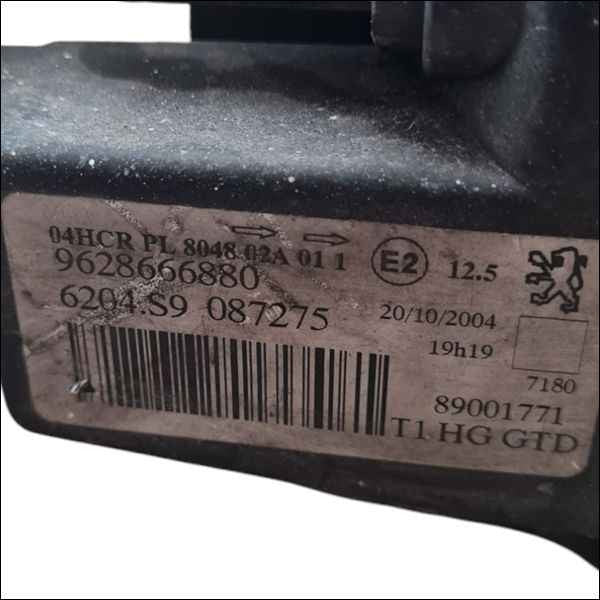 04HCR PL 8048 02A 01 1 E2 12.5
9628666880
6204.S9 087275 20/10/2004
19h19
7180
89001771
T1 HG GTD